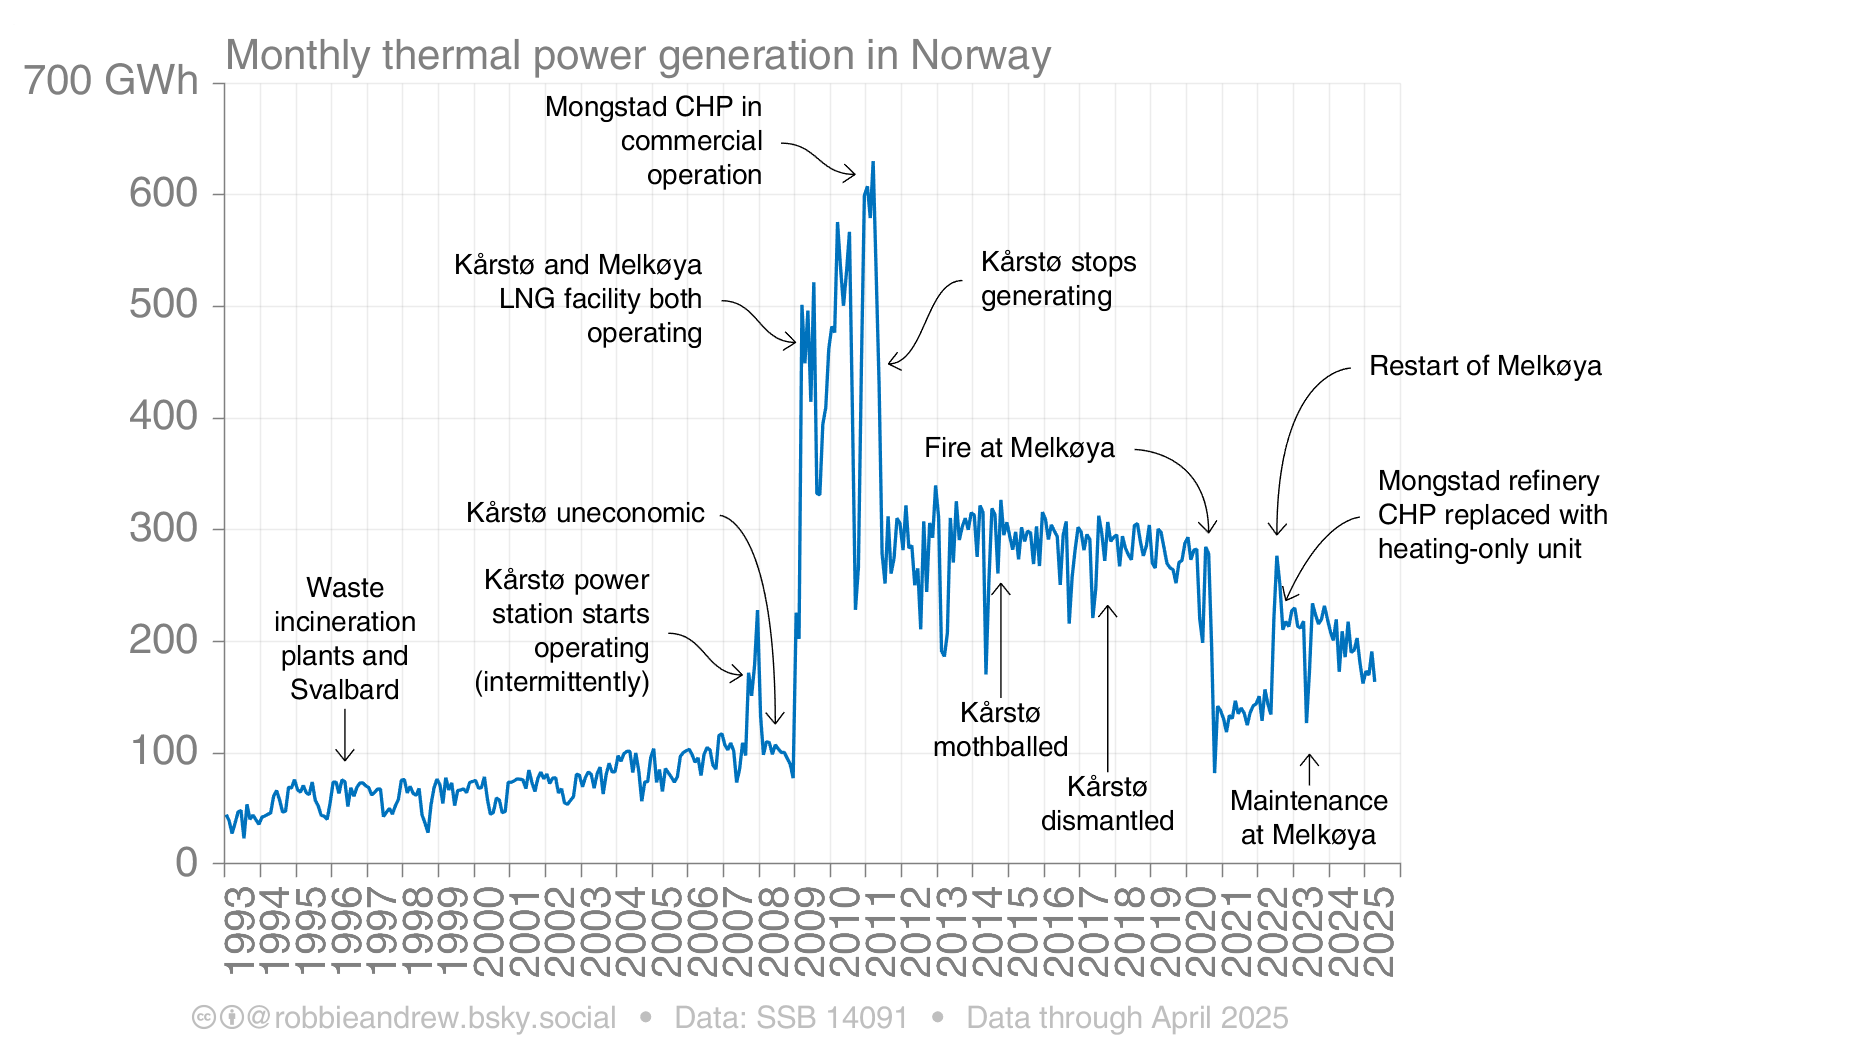 Monthly thermal power generation in Norway
700 GWh
600
500
400
300
200
100
0
Mongstad CHP in
commercial
operation
Kårstø and Melkøya
LNG facility both
operating
Kårstø stops
generating
Restart of Melkøya
Fire at Melkøya
Mongstad refinery
CHP replaced with
heating-only unit
Kårstø uneconomic
Kårstø power
station starts
operating
(intermittently)
Waste
incineration
plants and
Svalbard
Kårstø
mothballed
Kårstø
dismantled
Maintenance
at Melkøya
1993
1994
1995
1996
1997
1998
1999
2000
2001
2002
2003
2004
2005
2006
2007
2008
2009
2010
2011
2012
2013
2014
2015
2016
2017
2018
2019
2020
2021
2022
2023
2024
2025
@robbieandrew.bsky.social • Data: SSB 14091 • Data through April 2025